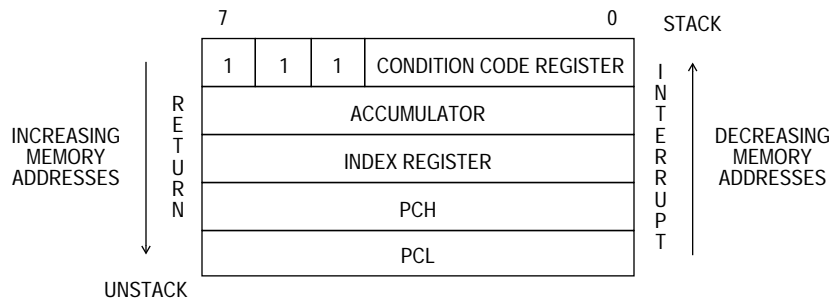 7 0
STACK
1 1 1 CONDITION CODE REGISTER
ACCUMULATOR
INDEX REGISTER
PCH
PCL
INCREASING
MEMORY
ADDRESSES
RETURN
INTERRUPT
DECREASING
MEMORY
ADDRESSES
UNSTACK